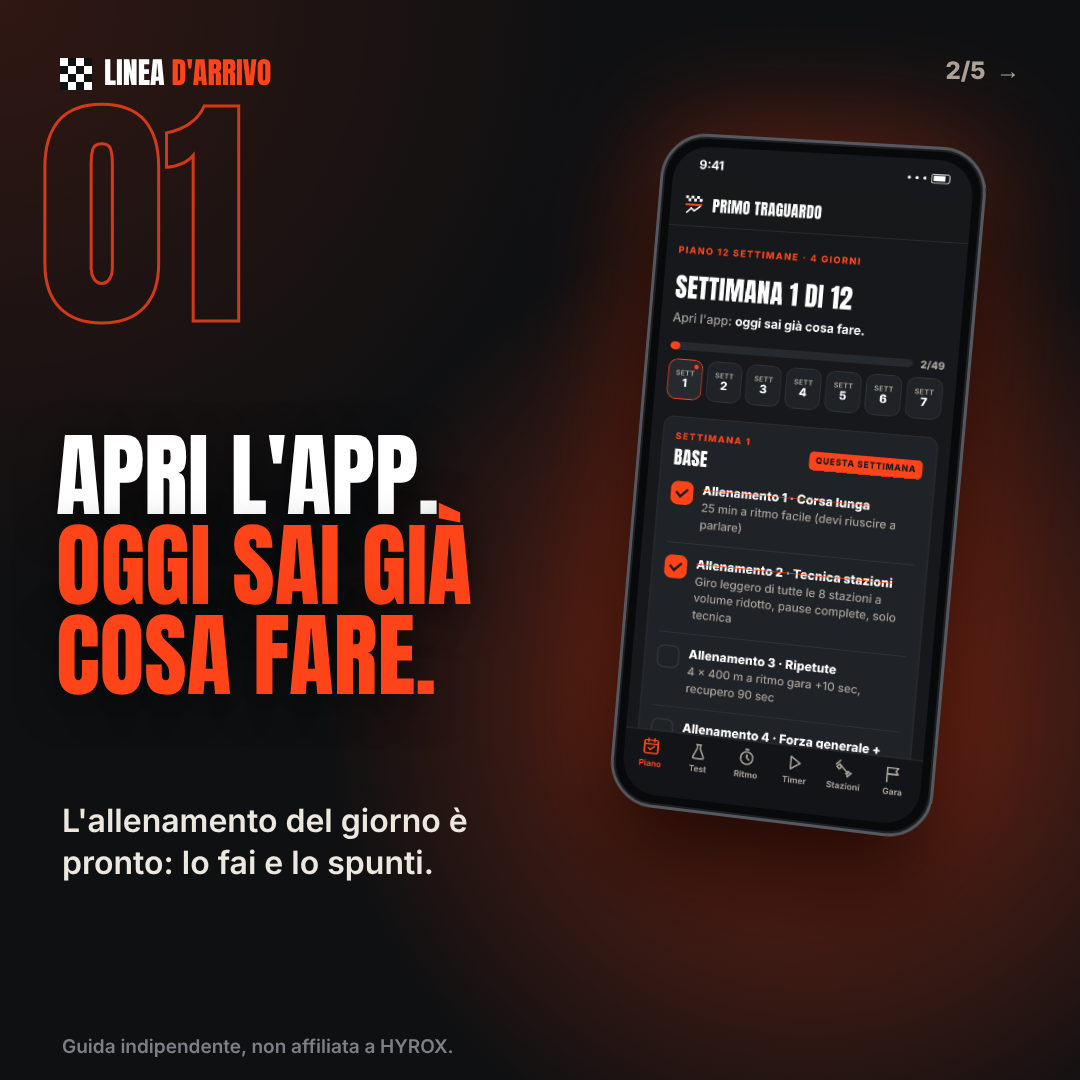 LINEA D'ARRIVO
2/5 →
01
APRI L'APP.
OGGI SAI GIÀ
COSA FARE.
L'allenamento del giorno è
pronto: lo fai e lo spunti.
Guida indipendente, non affiliata a HYROX.
9:41
PRIMO TRAGUARDO
PIANO 12 SETTIMANE · 4 GIORNI
SETTIMANA 1 DI 12
Apri l'app: oggi sai già cosa fare.
2/49
SETT 1 SETT 2 SETT 3 SETT 4 SETT 5 SETT 6 SETT 7
SETTIMANA 1
BASE
QUESTA SETTIMANA
Allenamento 1 · Corsa lunga
25 min a ritmo facile (devi riuscire a
parlare)
Allenamento 2 · Tecnica stazioni
Giro leggero di tutte le 8 stazioni a
volume ridotto, pause complete, solo
tecnica
Allenamento 3 · Ripetute
4 × 400 m a ritmo gara +10 sec,
recupero 90 sec
Allenamento 4 · Forza generale +
Piano Test Ritmo Timer Stazioni Gara